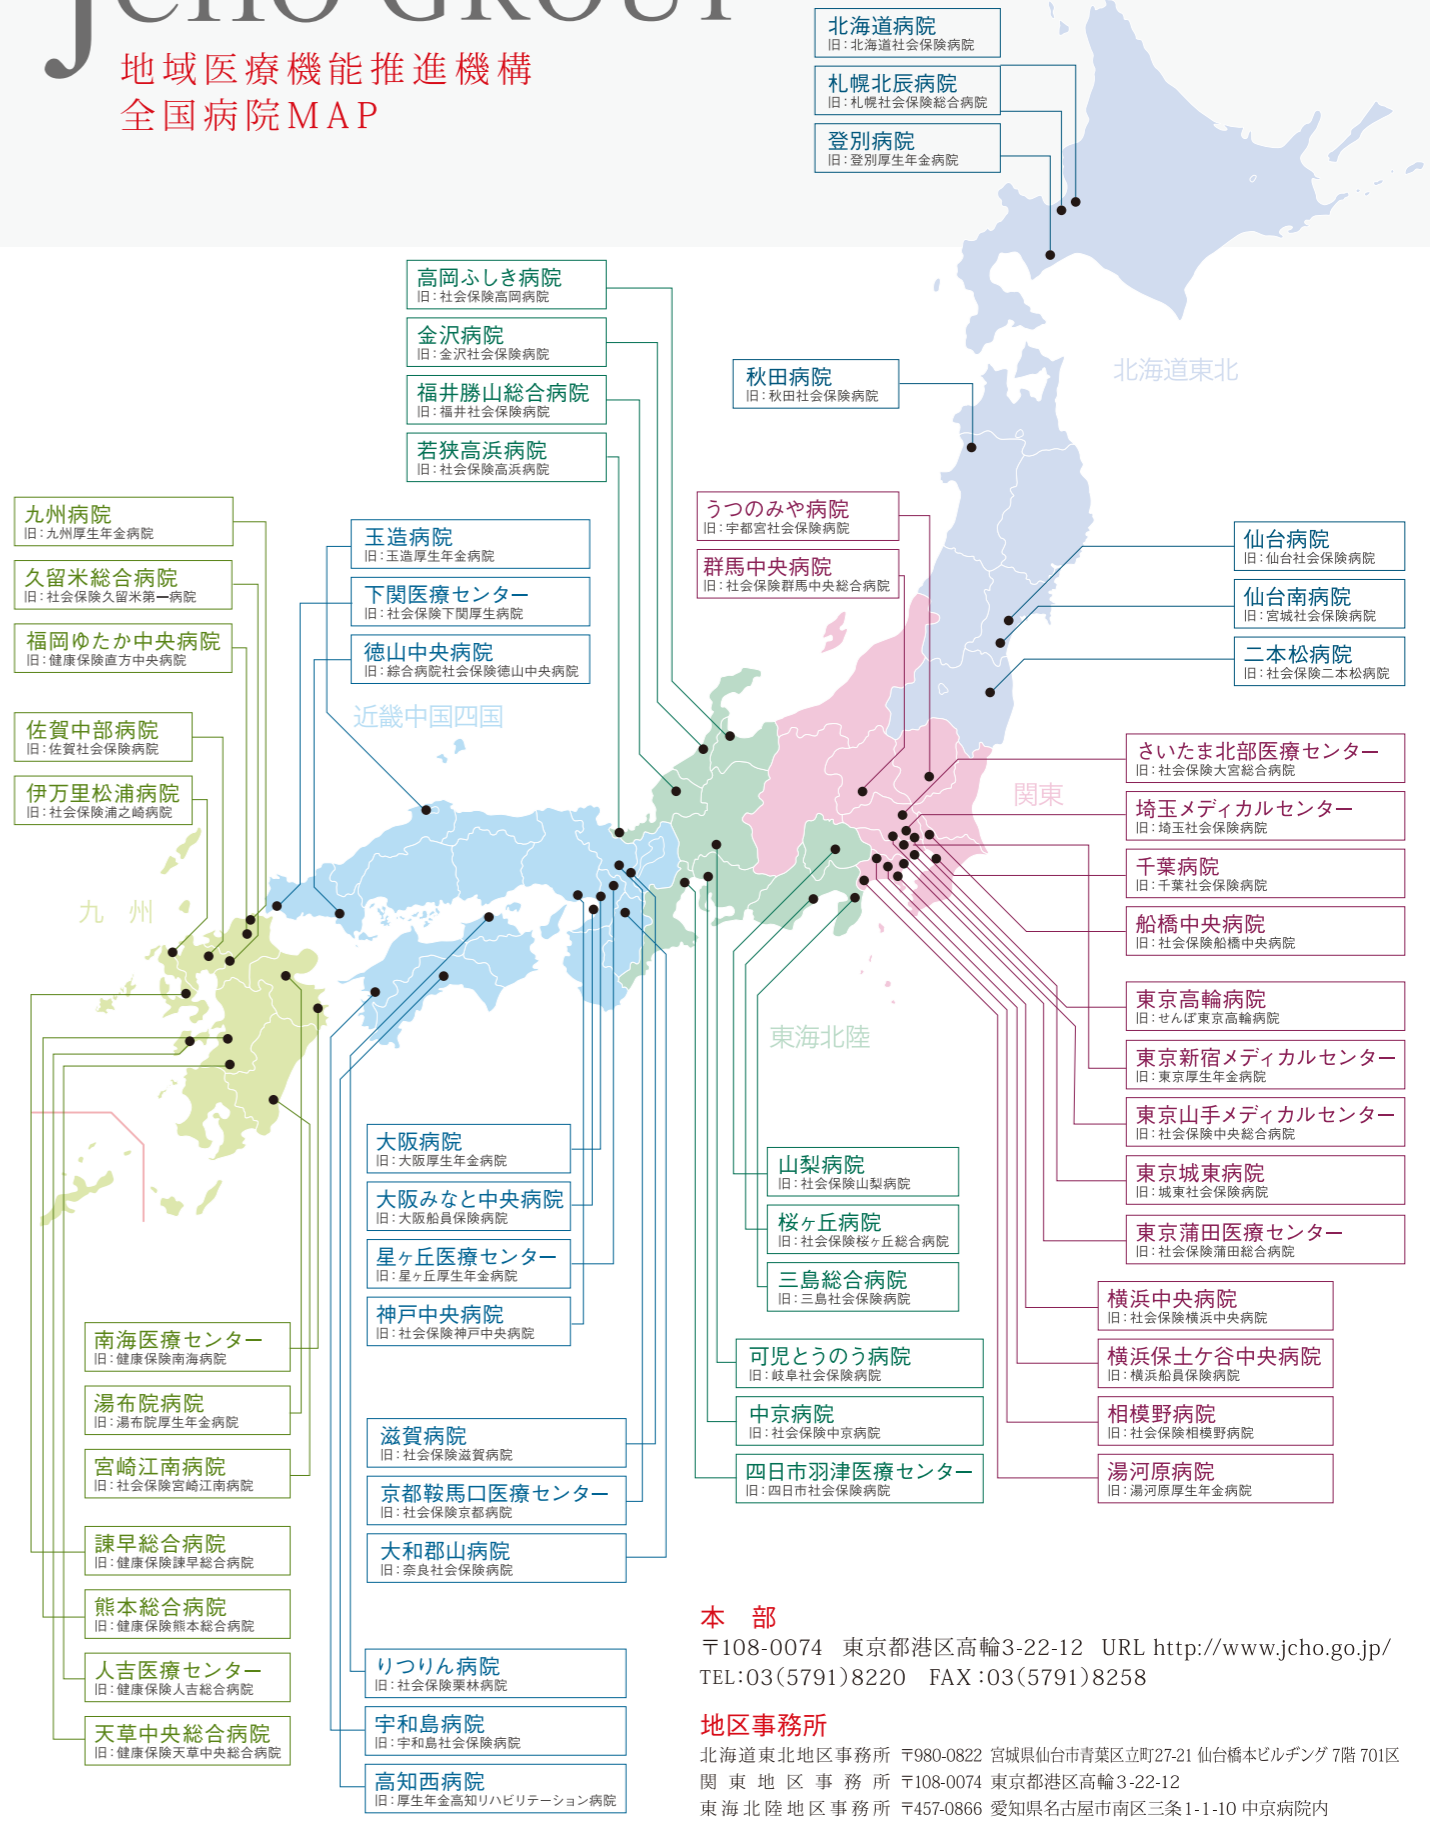 JCHO GROUP
地域医療機能推進機構
全国病院MAP
北海道病院
旧:北海道社会保険病院
札幌北辰病院
旧:札幌社会保険総合病院
登別病院
旧:登別厚生年金病院
北海道東北
高岡ふしき病院
旧:社会保険高岡病院
金沢病院
旧:金沢社会保険病院
福井勝山総合病院
旧:福井社会保険病院
若狭高浜病院
旧:社会保険高浜病院
秋田病院
旧:秋田社会保険病院
うつのみや病院
旧:宇都宮社会保険病院
群馬中央病院
旧:社会保険群馬中央総合病院
仙台病院
旧:仙台社会保険病院
仙台南病院
旧:宮城社会保険病院
二本松病院
旧:社会保険二本松病院
九州病院
旧:九州厚生年金病院
久留米総合病院
旧:社会保険久留米第一病院
福岡ゆたか中央病院
旧:健康保険直方中央病院
佐賀中部病院
旧:佐賀社会保険病院
伊万里松浦病院
旧:社会保険浦之崎病院
九 州
玉造病院
旧:玉造厚生年金病院
下関医療センター
旧:社会保険下関厚生病院
徳山中央病院
旧:綜合病院社会保険徳山中央病院
近畿中国四国
関東
さいたま北部医療センター
旧:社会保険大宮総合病院
埼玉メディカルセンター
旧:埼玉社会保険病院
千葉病院
旧:千葉社会保険病院
船橋中央病院
旧:社会保険船橋中央病院
東京高輪病院
旧:せんぽ東京高輪病院
東京新宿メディカルセンター
旧:東京厚生年金病院
東京山手メディカルセンター
旧:社会保険中央総合病院
東京城東病院
旧:城東社会保険病院
東京蒲田医療センター
旧:社会保険蒲田総合病院
横浜中央病院
旧:社会保険横浜中央病院
横浜保土ケ谷中央病院
旧:横浜船員保険病院
相模野病院
旧:社会保険相模野病院
湯河原病院
旧:湯河原厚生年金病院
東海北陸
山梨病院
旧:社会保険山梨病院
桜ヶ丘病院
旧:社会保険桜ヶ丘総合病院
三島総合病院
旧:三島社会保険病院
可児とうのう病院
旧:岐阜社会保険病院
中京病院
旧:社会保険中京病院
四日市羽津医療センター
旧:四日市社会保険病院
大阪病院
旧:大阪厚生年金病院
大阪みなと中央病院
旧:大阪船員保険病院
星ヶ丘医療センター
旧:星ヶ丘厚生年金病院
神戸中央病院
旧:社会保険神戸中央病院
滋賀病院
旧:社会保険滋賀病院
京都鞍馬口医療センター
旧:社会保険京都病院
大和郡山病院
旧:奈良社会保険病院
りつりん病院
旧:社会保険栗林病院
宇和島病院
旧:宇和島社会保険病院
高知西病院
旧:厚生年金高知リハビリテーション病院
南海医療センター
旧:健康保険南海病院
湯布院病院
旧:湯布院厚生年金病院
宮崎江南病院
旧:社会保険宮崎江南病院
諫早総合病院
旧:健康保険諫早総合病院
熊本総合病院
旧:健康保険熊本総合病院
人吉医療センター
旧:健康保険人吉総合病院
天草中央総合病院
旧:健康保険天草中央総合病院
本 部
〒108-0074 東京都港区高輪3-22-12 URL http://www.jcho.go.jp/
TEL:03(5791)8220 FAX:03(5791)8258
地区事務所
北海道東北地区事務所 〒980-0822 宮城県仙台市青葉区立町27-21 仙台橋本ビルヂング 7階 701区
関東地区事務所 〒108-0074 東京都港区高輪3-22-12
東海北陸地区事務所 〒457-0866 愛知県名古屋市南区三条1-1-10 中京病院内